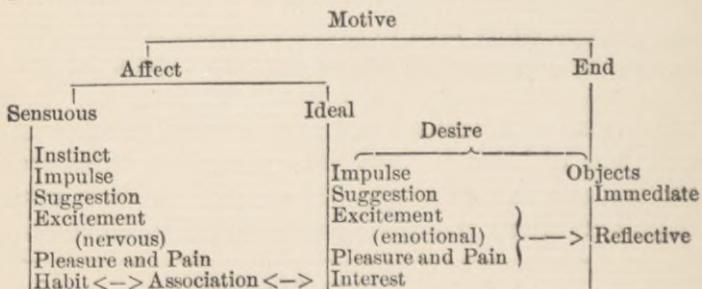 Motive
Affect End
Sensuous Ideal
Desire
Instinct
Impulse Impulse Objects
Suggestion Suggestion Immediate
Excitement Excitement
(nervous) (emotional) —> Reflective
Pleasure and Pain Pleasure and Pain
Habit <—> Association <—> Interest